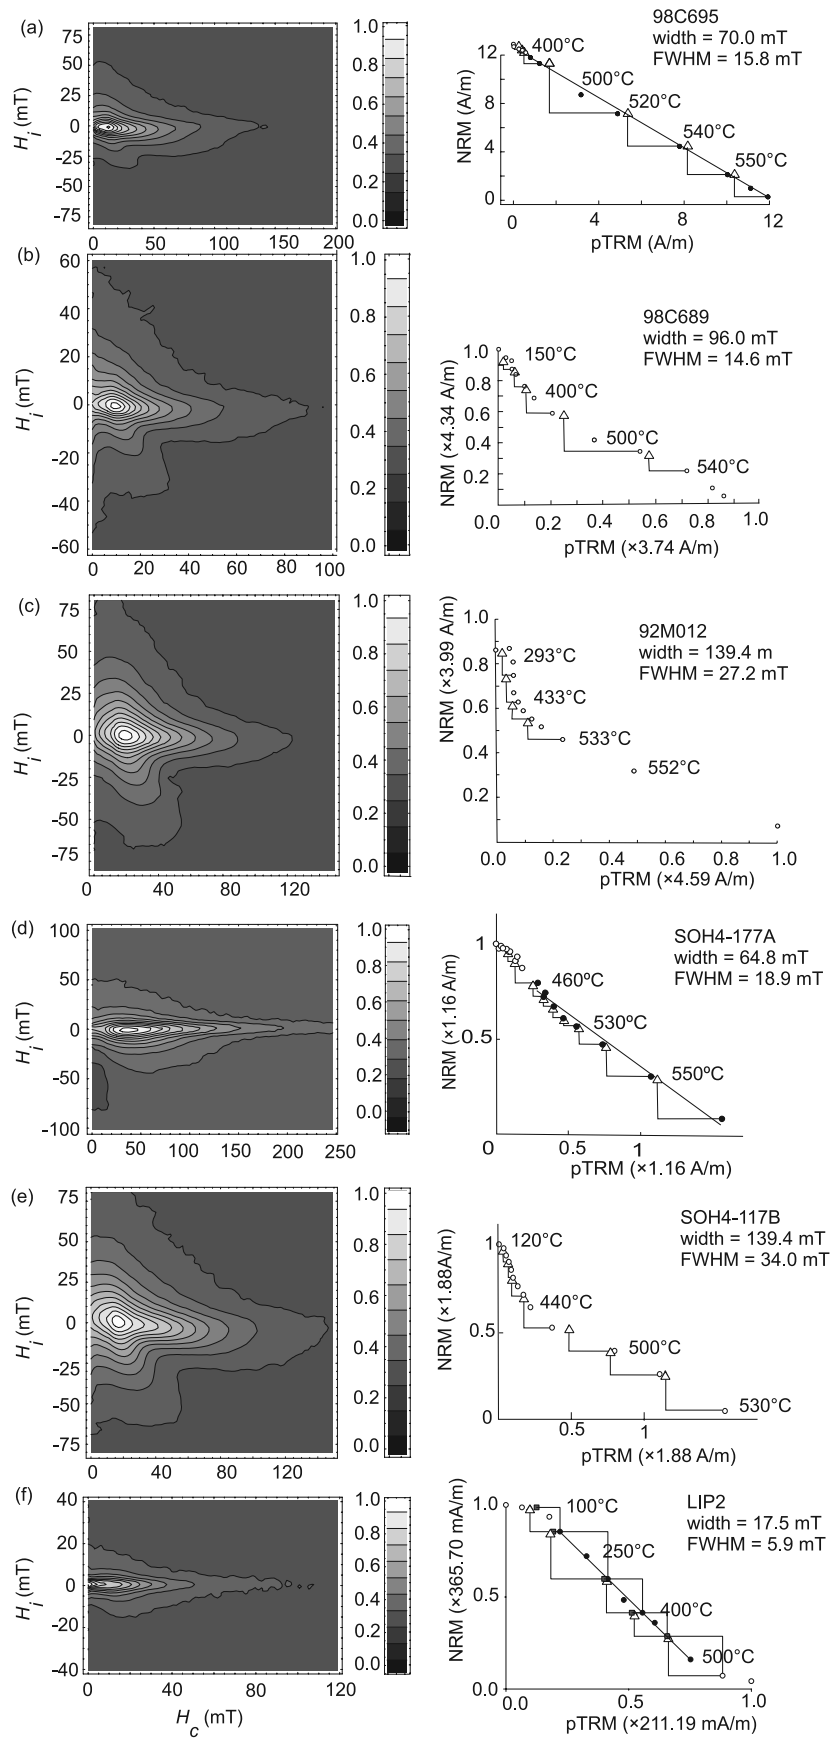 (a)
75
50
25
0
-25
-50
-75
H_i (mT)
0
50
100
150
200
1.0
0.8
0.6
0.4
0.2
0.0
98C695
width = 70.0 mT
FWHM = 15.8 mT
12
8
4
0
NRM (A/m)
400°C
500°C
520°C
540°C
550°C
0
4
8
12
pTRM (A/m)
(b)
60
40
20
0
-20
-40
-60
H_i (mT)
0
20
40
60
80
100
1.0
0.8
0.6
0.4
0.2
0.0
98C689
width = 96.0 mT
FWHM = 14.6 mT
1.0
0.8
0.6
0.4
0.2
NRM (×4.34 A/m)
150°C
400°C
500°C
540°C
0.0
0.2
0.4
0.6
0.8
1.0
pTRM (×3.74 A/m)
(c)
75
50
25
0
-25
-50
-75
H_i (mT)
0
40
80
120
1.0
0.8
0.6
0.4
0.2
0.0
92M012
width = 139.4 m
FWHM = 27.2 mT
1.0
0.8
0.6
0.4
0.2
NRM (×3.99 A/m)
293°C
433°C
533°C
552°C
0.0
0.2
0.4
0.6
0.8
1.0
pTRM (×4.59 A/m)
(d)
100
50
0
-50
-100
H_i (mT)
0
50
100
150
200
250
1.0
0.8
0.6
0.4
0.2
0.0
SOH4-177A
width = 64.8 mT
FWHM = 18.9 mT
1
0.5
NRM (×1.16 A/m)
460°C
530°C
550°C
0
0.5
1
pTRM (×1.16 A/m)
(e)
75
50
25
0
-25
-50
-75
H_i (mT)
0
40
80
120
1.0
0.8
0.6
0.4
0.2
0.0
SOH4-117B
width = 139.4 mT
FWHM = 34.0 mT
1
0.5
0
NRM (×1.88A/m)
120°C
440°C
500°C
530°C
0.5
1
pTRM (×1.88 A/m)
(f)
40
20
0
-20
-40
H_i (mT)
0
20
40
60
80
100
120
H_c (mT)
1.0
0.8
0.6
0.4
0.2
0.0
LIP2
width = 17.5 mT
FWHM = 5.9 mT
1.0
0.5
0.0
NRM (×365.70 mA/m)
100°C
250°C
400°C
500°C
0.0
0.5
1.0
pTRM (×211.19 mA/m)